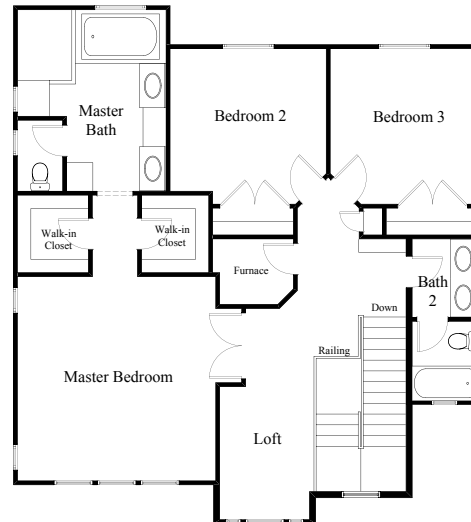 Master
Bath
Bedroom 2
Bedroom 3
Walk-in
Closet
Walk-in
Closet
Furnace
Bath
2
Down
Railing
Master Bedroom
Loft